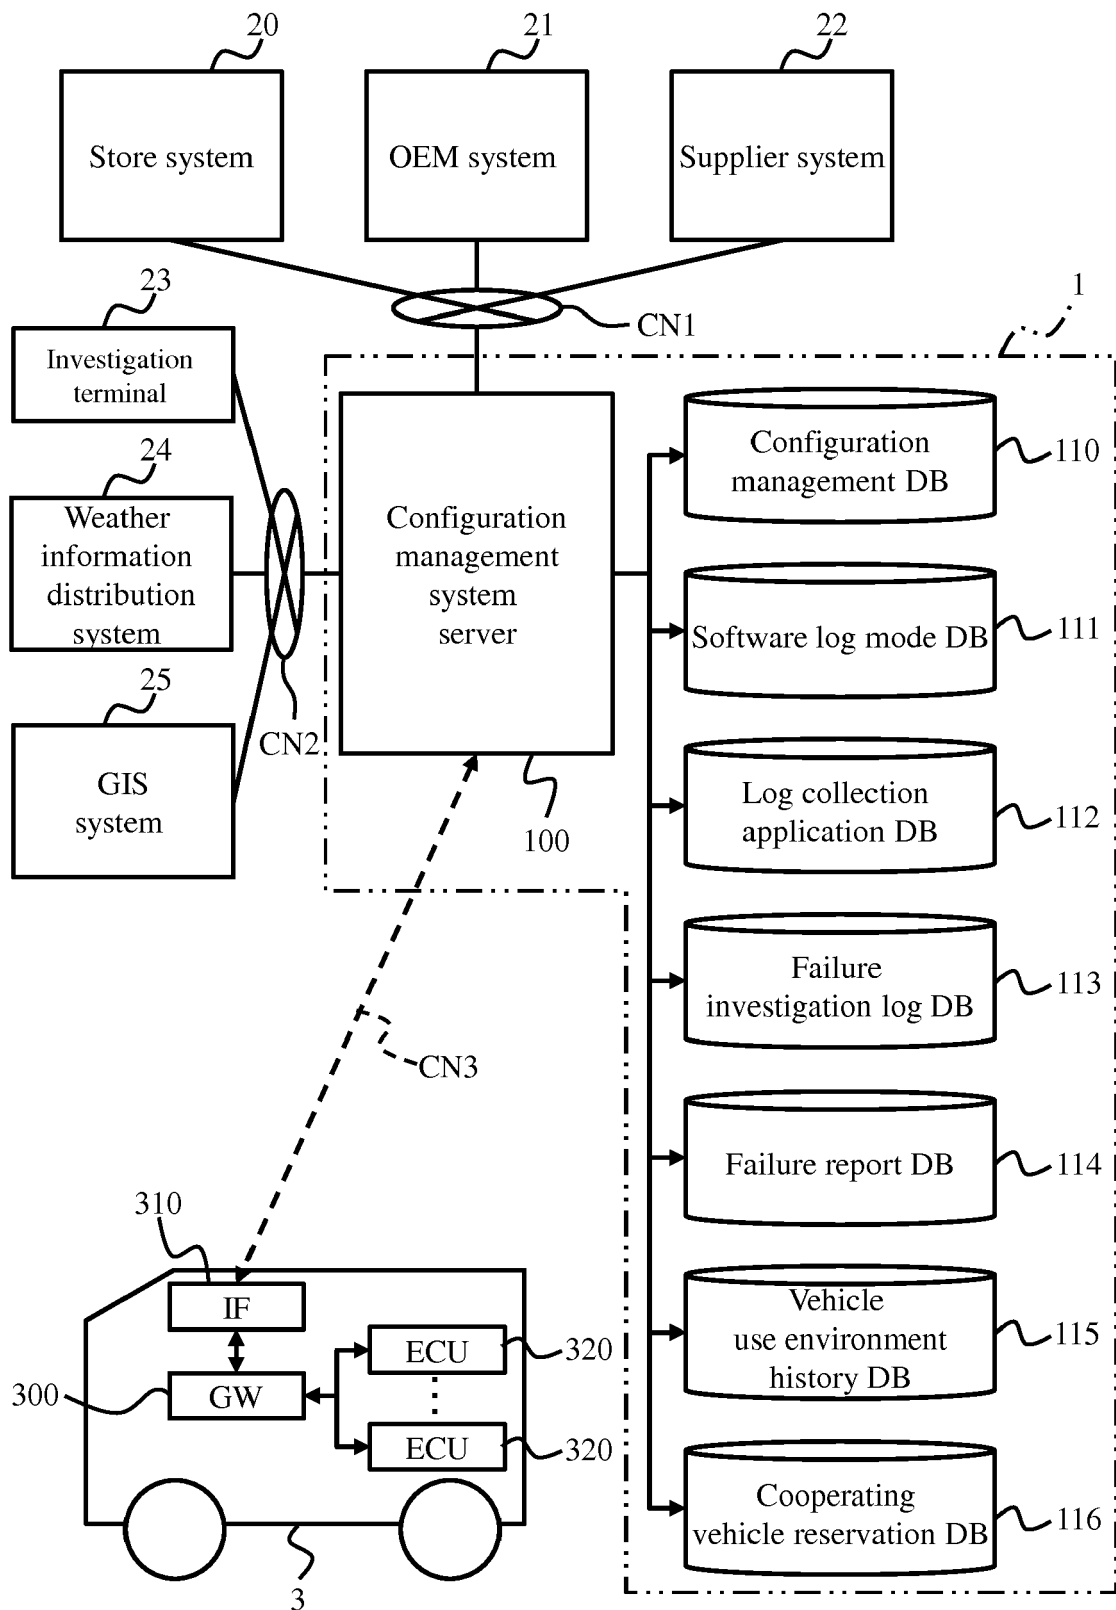 20
21
22
Store system
OEM system
Supplier system
23
CN1
1
Investigation
terminal
Configuration
management DB
110
24
Weather
information
distribution
system
Configuration
management
system
server
Software log mode DB
111
25
CN2
GIS
system
100
Log collection
application DB
112
Failure
investigation log DB
113
CN3
Failure report DB
114
310
IF
300
GW
ECU
320
ECU
320
Vehicle
use environment
history DB
115
Cooperating
vehicle reservation DB
116
3